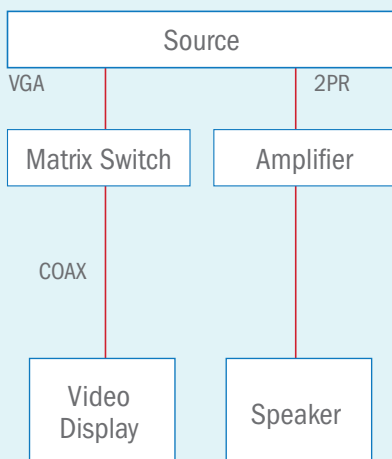 Source
VGA
2PR
Matrix Switch
Amplifier
COAX
Video
Display
Speaker